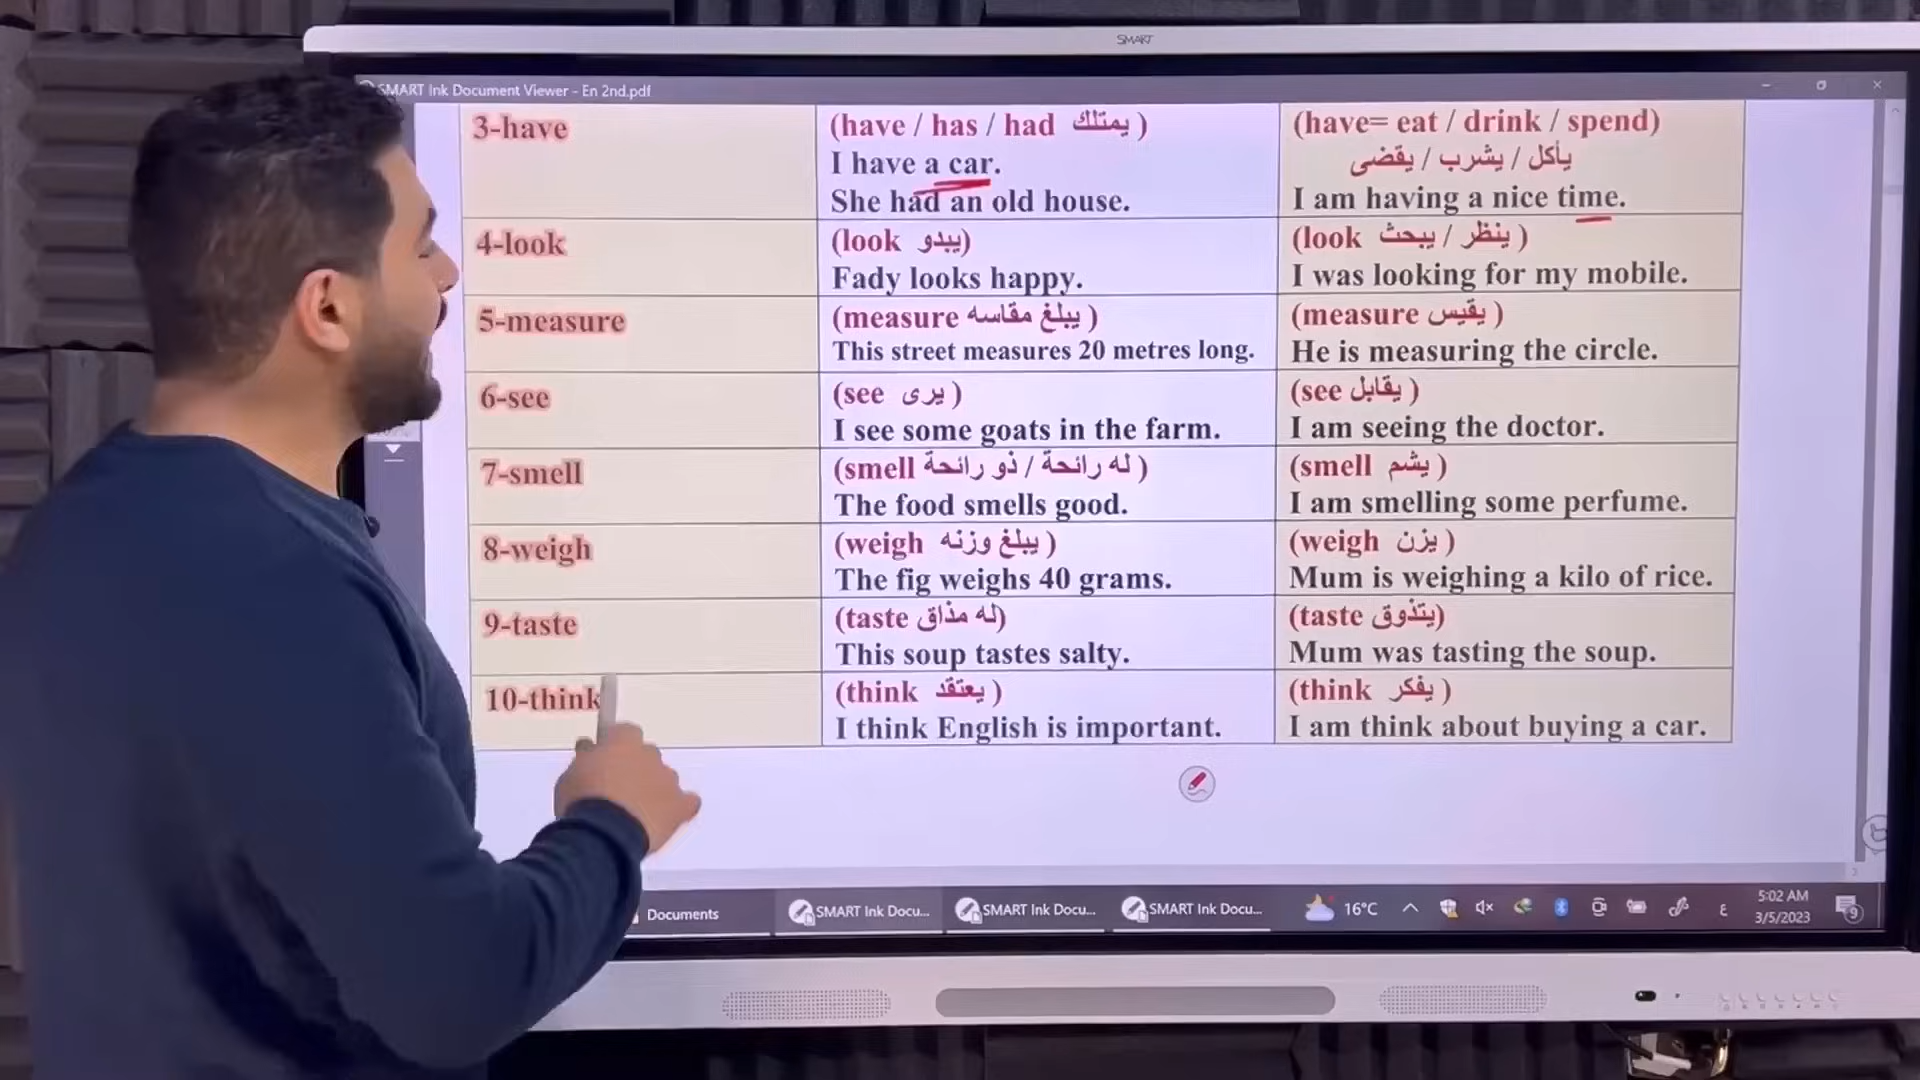 SMART
SMART Ink Document Viewer - En 2nd.pdf
3-have
(have / has / had يمتلك )
I have a car.
She had an old house.
(have= eat / drink / spend)
يأكل / يشرب / يقضى
I am having a nice time.
4-look
(look يبدو)
Fady looks happy.
(look ينظر / يبحث )
I was looking for my mobile.
5-measure
(measure يبلغ مقاسه )
This street measures 20 metres long.
(measure يقيس )
He is measuring the circle.
6-see
(see يرى )
I see some goats in the farm.
(see يقابل )
I am seeing the doctor.
7-smell
(smell له رائحة / ذو رائحة )
The food smells good.
(smell يشم )
I am smelling some perfume.
8-weigh
(weigh يبلغ وزنه )
The fig weighs 40 grams.
(weigh يزن )
Mum is weighing a kilo of rice.
9-taste
(taste له مذاق)
This soup tastes salty.
(taste يتذوق)
Mum was tasting the soup.
10-think
(think يعتقد )
I think English is important.
(think يفكر )
I am think about buying a car.
Documents
SMART Ink Docu...
SMART Ink Docu...
SMART Ink Docu...
16°C
ع
5:02 AM
3/5/2023
9